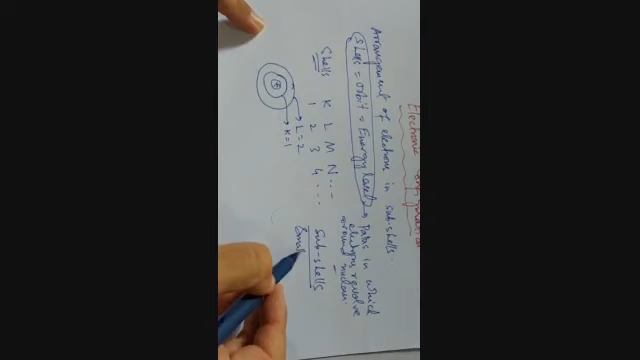 Electronic
Arrangement of electrons in sub-shells.
(Shells = orbit = Energy level) Paths in which
electrons revolve
around nucleus
Shells K L M N ...
1 2 3 4 ...
L = 2
K = 1
+
Sub-shells